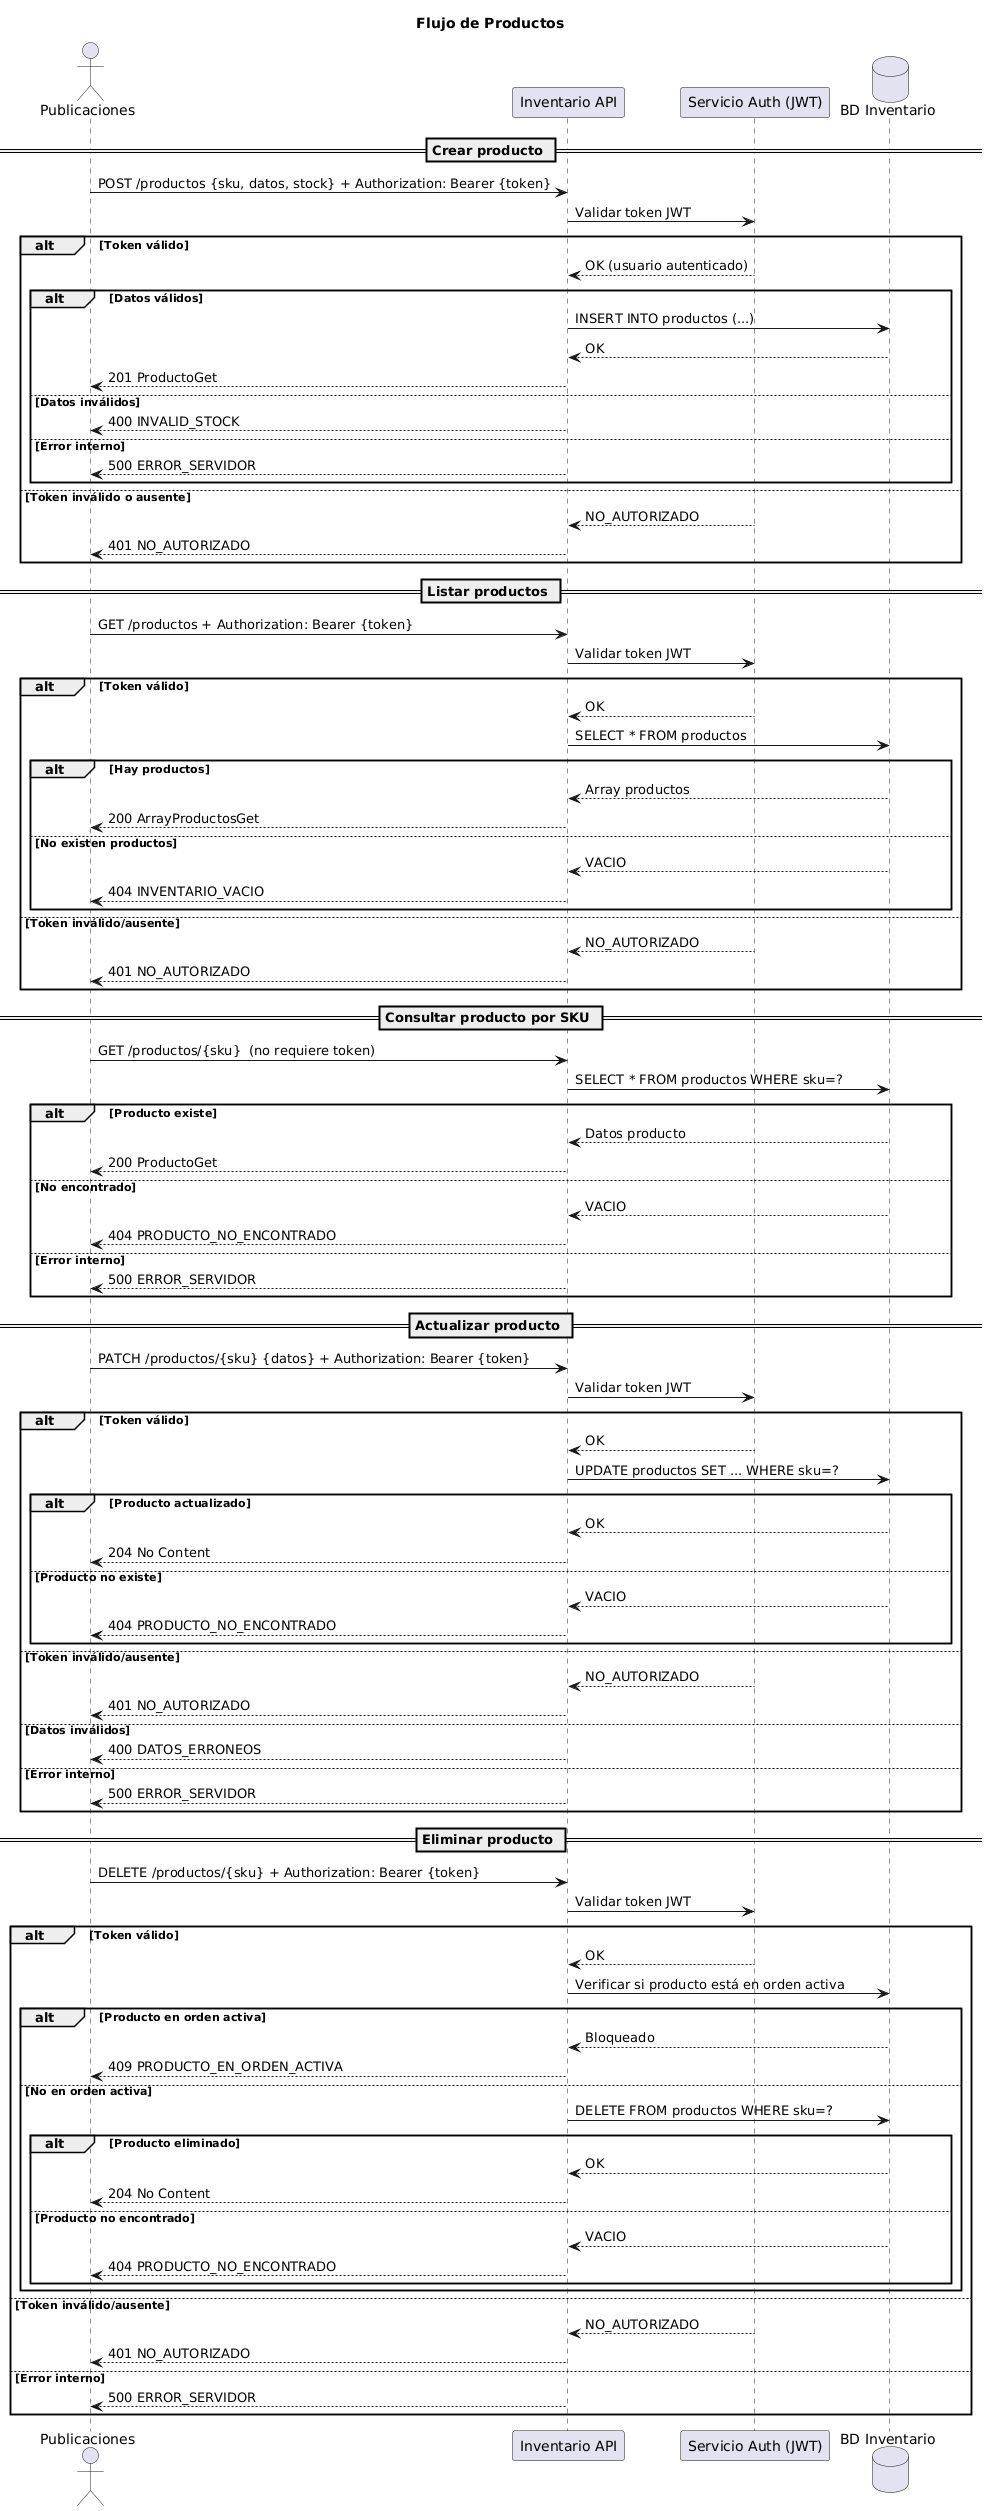 Flujo de Productos
Publicaciones
Inventario API
Servicio Auth (JWT)
BD Inventario
Crear producto
POST /productos {sku, datos, stock} + Authorization: Bearer {token}
Validar token JWT
alt [Token válido]
OK (usuario autenticado)
alt [Datos válidos]
INSERT INTO productos (...)
OK
201 ProductoGet
[Datos inválidos]
400 INVALID_STOCK
[Error interno]
500 ERROR_SERVIDOR
[Token inválido o ausente]
NO_AUTORIZADO
401 NO_AUTORIZADO
Listar productos
GET /productos + Authorization: Bearer {token}
Validar token JWT
alt [Token válido]
OK
SELECT * FROM productos
alt [Hay productos]
Array productos
200 ArrayProductosGet
[No existen productos]
VACIO
404 INVENTARIO_VACIO
[Token inválido/ausente]
NO_AUTORIZADO
401 NO_AUTORIZADO
Consultar producto por SKU
GET /productos/{sku} (no requiere token)
SELECT * FROM productos WHERE sku=?
alt [Producto existe]
Datos producto
200 ProductoGet
[No encontrado]
VACIO
404 PRODUCTO_NO_ENCONTRADO
[Error interno]
500 ERROR_SERVIDOR
Actualizar producto
PATCH /productos/{sku} {datos} + Authorization: Bearer {token}
Validar token JWT
alt [Token válido]
OK
UPDATE productos SET ... WHERE sku=?
alt [Producto actualizado]
OK
204 No Content
[Producto no existe]
VACIO
404 PRODUCTO_NO_ENCONTRADO
[Token inválido/ausente]
NO_AUTORIZADO
401 NO_AUTORIZADO
[Datos inválidos]
400 DATOS_ERRONEOS
[Error interno]
500 ERROR_SERVIDOR
Eliminar producto
DELETE /productos/{sku} + Authorization: Bearer {token}
Validar token JWT
alt [Token válido]
OK
Verificar si producto está en orden activa
alt [Producto en orden activa]
Bloqueado
409 PRODUCTO_EN_ORDEN_ACTIVA
[No en orden activa]
DELETE FROM productos WHERE sku=?
alt [Producto eliminado]
OK
204 No Content
[Producto no encontrado]
VACIO
404 PRODUCTO_NO_ENCONTRADO
[Token inválido/ausente]
NO_AUTORIZADO
401 NO_AUTORIZADO
[Error interno]
500 ERROR_SERVIDOR
Publicaciones
Inventario API
Servicio Auth (JWT)
BD Inventario